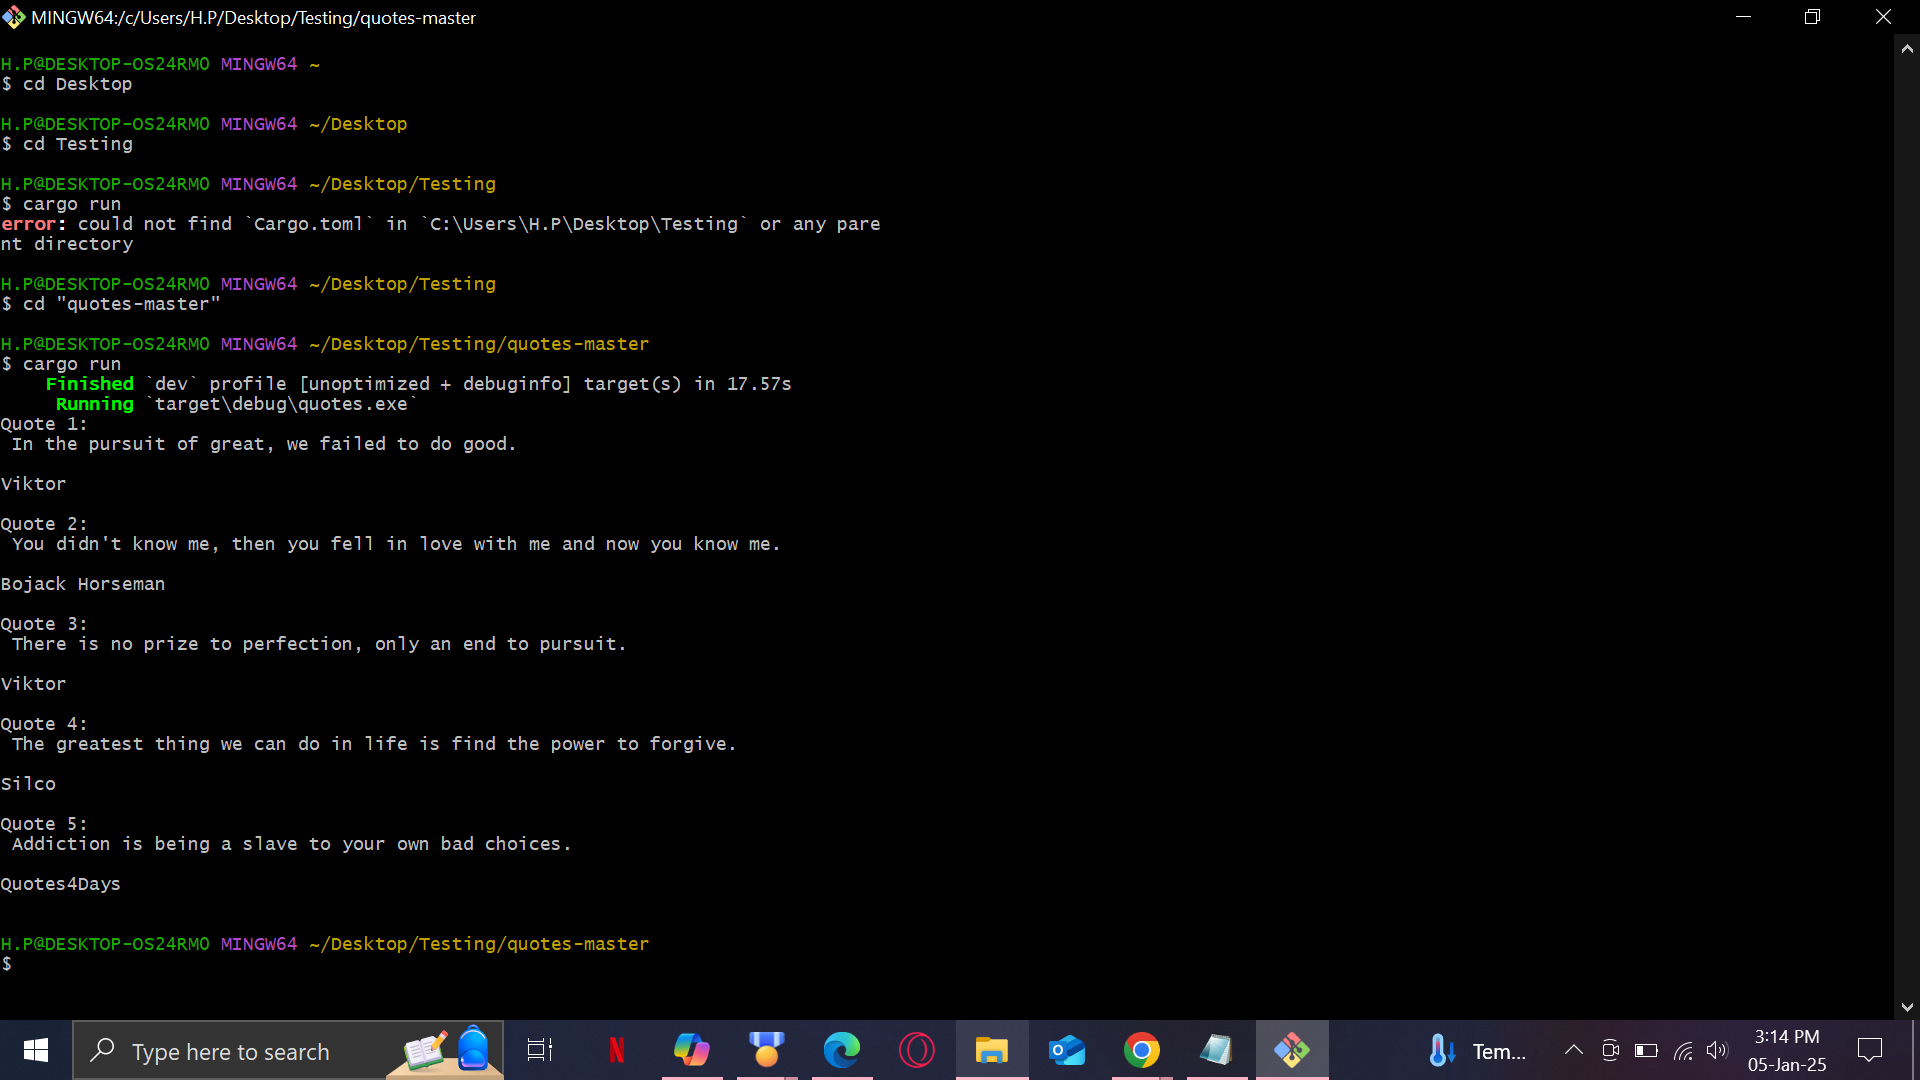 MINGW64:/c/Users/H.P/Desktop/Testing/quotes-master
H.P@DESKTOP-OS24RMO MINGW64 ~
$ cd Desktop
H.P@DESKTOP-OS24RMO MINGW64 ~/Desktop
$ cd Testing
H.P@DESKTOP-OS24RMO MINGW64 ~/Desktop/Testing
$ cargo run
error: could not find `Cargo.toml` in `C:\Users\H.P\Desktop\Testing` or any pare
nt directory
H.P@DESKTOP-OS24RMO MINGW64 ~/Desktop/Testing
$ cd "quotes-master"
H.P@DESKTOP-OS24RMO MINGW64 ~/Desktop/Testing/quotes-master
$ cargo run
Finished `dev` profile [unoptimized + debuginfo] target(s) in 17.57s
Running `target\debug\quotes.exe`
Quote 1:
In the pursuit of great, we failed to do good.
Viktor
Quote 2:
You didn't know me, then you fell in love with me and now you know me.
Bojack Horseman
Quote 3:
There is no prize to perfection, only an end to pursuit.
Viktor
Quote 4:
The greatest thing we can do in life is find the power to forgive.
Silco
Quote 5:
Addiction is being a slave to your own bad choices.
Quotes4Days
H.P@DESKTOP-OS24RMO MINGW64 ~/Desktop/Testing/quotes-master
$
Type here to search
Tem...
3:14 PM
05-Jan-25